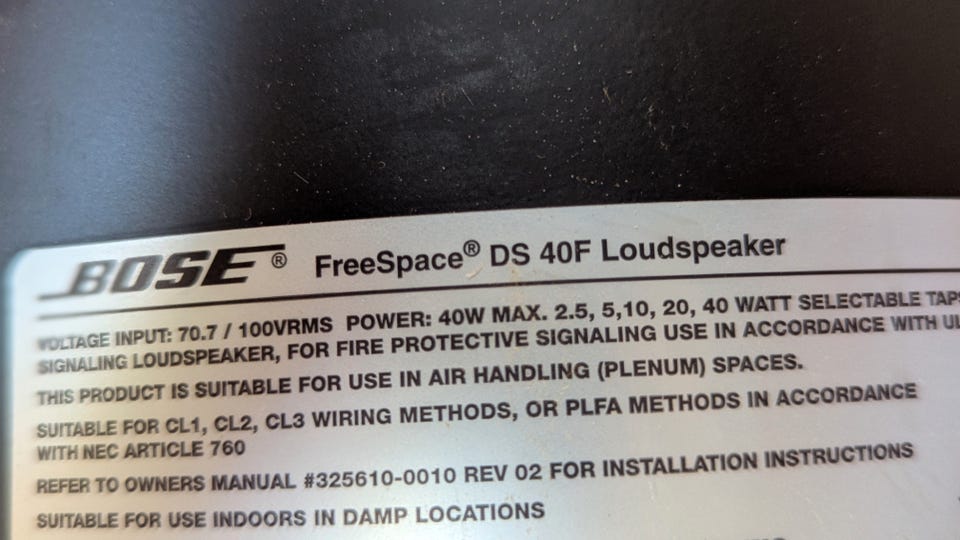 BOSE® FreeSpace® DS 40F Loudspeaker
VOLTAGE INPUT: 70.7 / 100VRMS POWER: 40W MAX. 2.5, 5,10, 20, 40 WATT SELECTABLE TAPS
SIGNALING LOUDSPEAKER, FOR FIRE PROTECTIVE SIGNALING USE IN ACCORDANCE WITH UL
THIS PRODUCT IS SUITABLE FOR USE IN AIR HANDLING (PLENUM) SPACES.
SUITABLE FOR CL1, CL2, CL3 WIRING METHODS, OR PLFA METHODS IN ACCORDANCE
WITH NEC ARTICLE 760
REFER TO OWNERS MANUAL #325610-0010 REV 02 FOR INSTALLATION INSTRUCTIONS
SUITABLE FOR USE INDOORS IN DAMP LOCATIONS